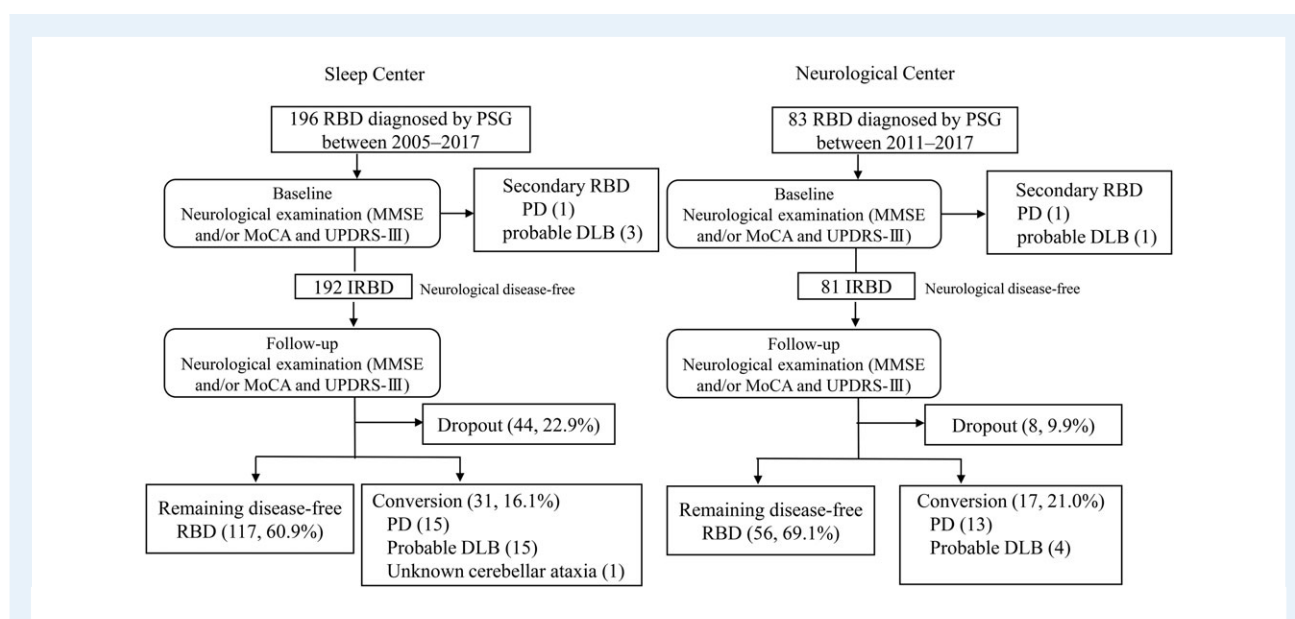 Sleep Center
196 RBD diagnosed by PSG
between 2005–2017
Baseline
Neurological examination (MMSE
and/or MoCA and UPDRS-Ⅲ)
Secondary RBD
PD (1)
probable DLB (3)
192 IRBD
Neurological disease-free
Follow-up
Neurological examination (MMSE
and/or MoCA and UPDRS-Ⅲ)
Dropout (44, 22.9%)
Remaining disease-free
RBD (117, 60.9%)
Conversion (31, 16.1%)
PD (15)
Probable DLB (15)
Unknown cerebellar ataxia (1)
Neurological Center
83 RBD diagnosed by PSG
between 2011–2017
Baseline
Neurological examination (MMSE
and/or MoCA and UPDRS-Ⅲ)
Secondary RBD
PD (1)
probable DLB (1)
81 IRBD
Neurological disease-free
Follow-up
Neurological examination (MMSE
and/or MoCA and UPDRS-Ⅲ)
Dropout (8, 9.9%)
Remaining disease-free
RBD (56, 69.1%)
Conversion (17, 21.0%)
PD (13)
Probable DLB (4)